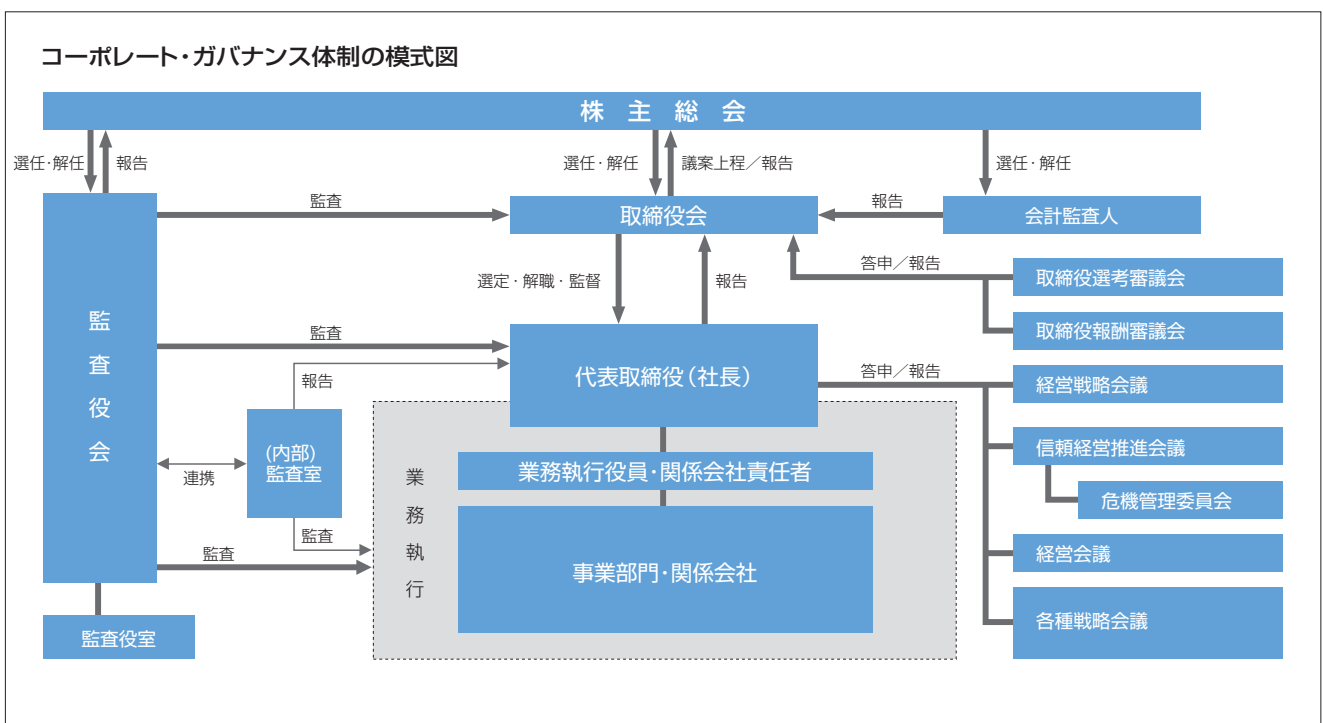 コーポレート・ガバナンス体制の模式図
株主総会
選任・解任
報告
選任・解任
議案上程／報告
選任・解任
監査
取締役会
報告
会計監査人
選定・解職・監督
報告
答申／報告
取締役選考審議会
取締役報酬審議会
監査役会
監査
代表取締役（社長）
答申／報告
経営戦略会議
報告
(内部)
監査室
連携
業務執行
業務執行役員・関係会社責任者
信頼経営推進会議
危機管理委員会
監査
監査
事業部門・関係会社
経営会議
各種戦略会議
監査役室